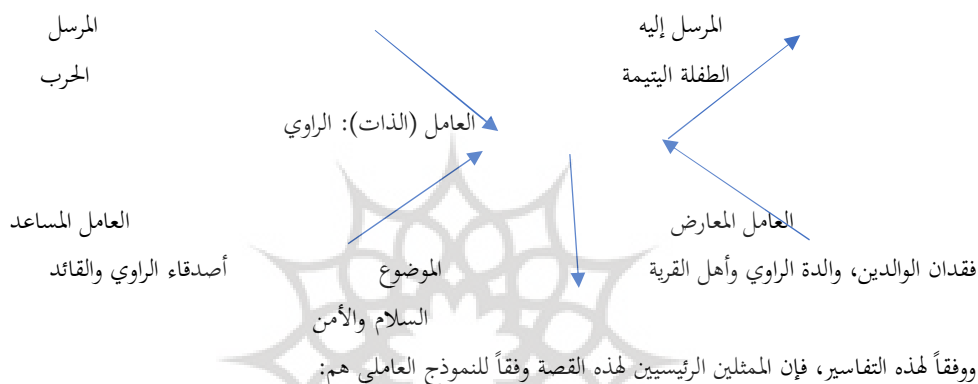 المرسل إليه المرسل
الطفلة اليتيمة الحرب
العامل (الذات): الراوي
العامل المعارض العامل المساعد
فقدان الوالدين، والدة الراوي وأهل القرية الموضوع أصدقاء الراوي والقائد
السلام والأمن
ووفقاً لهذه التفاسير، فإن الممثلين الرئيسيين لهذه القصة وفقاً للنموذج العاملي هم: